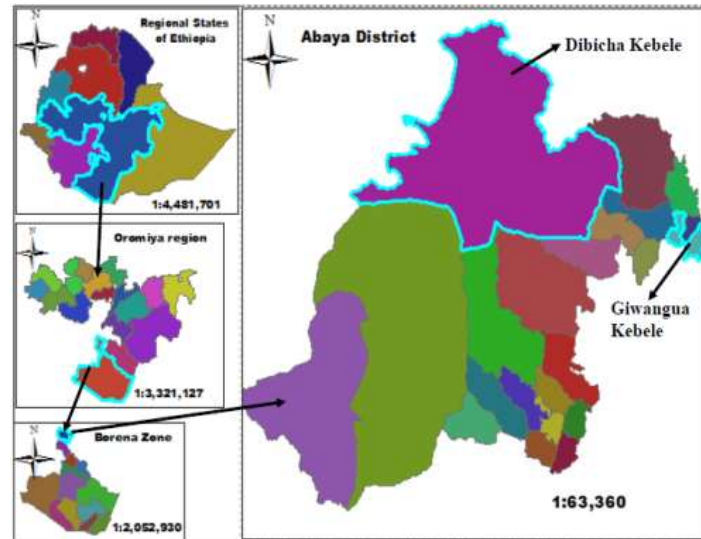 N
Regional States
of Ethiopia
1:4,481,701
N
Oromiya region
1:3,321,127
N
Borena Zone
1:2,052,930
N
Abaya District
Dibicha Kebele
Giwangua
Kebele
1:63,360